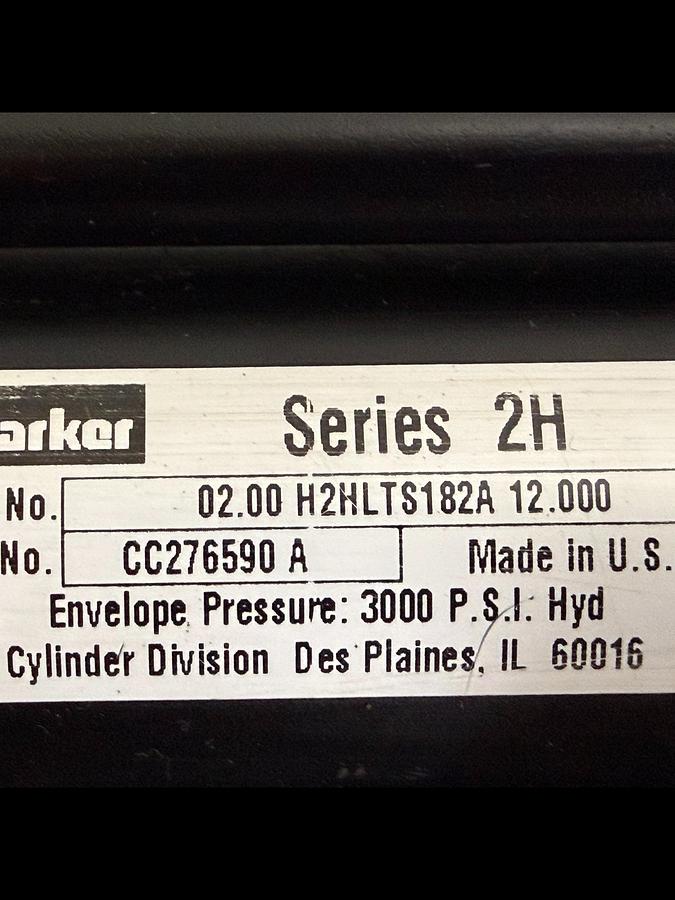 arker Series 2H
No. 02.00 H2HLTS182A 12.000
No. CC276590 A Made in U.S.
Envelope Pressure: 3000 P.S.I. Hyd
Cylinder Division Des Plaines, IL 60016